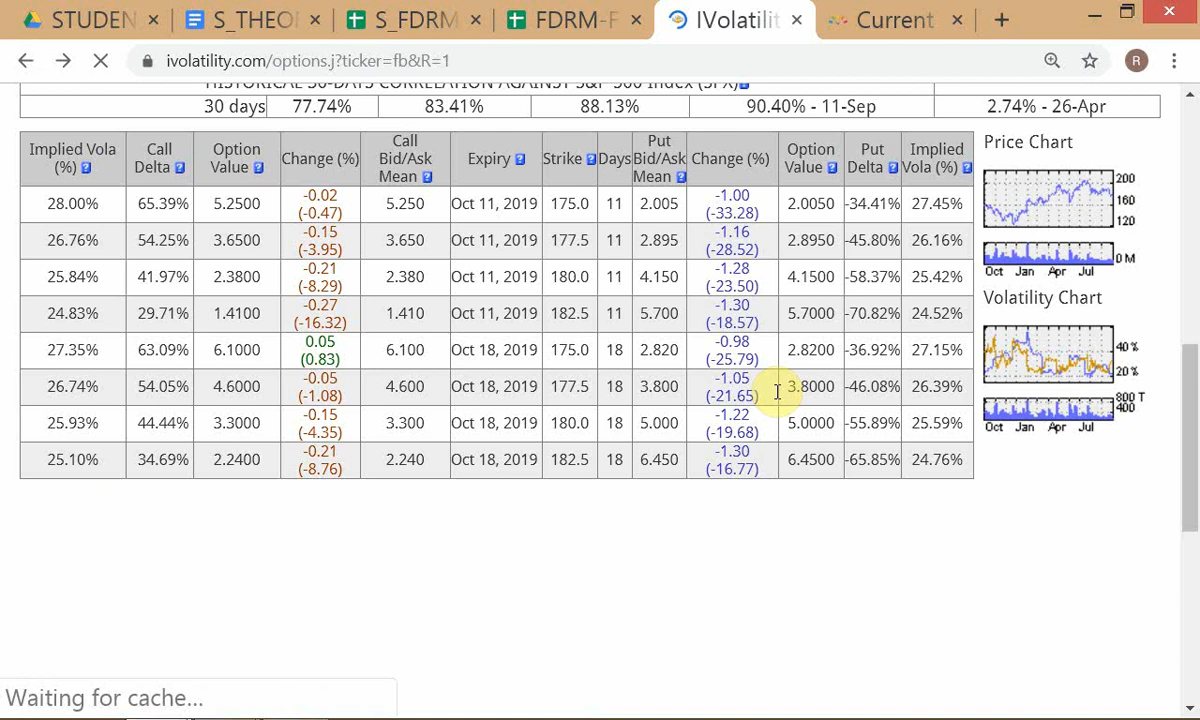 STUDEN
S_THEO
S_FDRM
FDRM-F
IVolatilit
Current
ivolatility.com/options.j?ticker=fb&R=1
R
HISTORICAL 30-DAYS CORRELATION AGAINST S&P 500 Index (SPX)
30 days 77.74% 83.41% 88.13% 90.40% - 11-Sep 2.74% - 26-Apr
Implied Vola (%) Call Delta Option Value Change (%) Call Bid/Ask Mean Expiry Strike Days Put Bid/Ask Mean Change (%) Option Value Put Delta Implied Vola (%)
28.00% 65.39% 5.2500 -0.02 (-0.47) 5.250 Oct 11, 2019 175.0 11 2.005 -1.00 (-33.28) 2.0050 -34.41% 27.45%
26.76% 54.25% 3.6500 -0.15 (-3.95) 3.650 Oct 11, 2019 177.5 11 2.895 -1.16 (-28.52) 2.8950 -45.80% 26.16%
25.84% 41.97% 2.3800 -0.21 (-8.29) 2.380 Oct 11, 2019 180.0 11 4.150 -1.28 (-23.50) 4.1500 -58.37% 25.42%
24.83% 29.71% 1.4100 -0.27 (-16.32) 1.410 Oct 11, 2019 182.5 11 5.700 -1.30 (-18.57) 5.7000 -70.82% 24.52%
27.35% 63.09% 6.1000 0.05 (0.83) 6.100 Oct 18, 2019 175.0 18 2.820 -0.98 (-25.79) 2.8200 -36.92% 27.15%
26.74% 54.05% 4.6000 -0.05 (-1.08) 4.600 Oct 18, 2019 177.5 18 3.800 -1.05 (-21.65) 3.8000 -46.08% 26.39%
25.93% 44.44% 3.3000 -0.15 (-4.35) 3.300 Oct 18, 2019 180.0 18 5.000 -1.22 (-19.68) 5.0000 -55.89% 25.59%
25.10% 34.69% 2.2400 -0.21 (-8.76) 2.240 Oct 18, 2019 182.5 18 6.450 -1.30 (-16.77) 6.4500 -65.85% 24.76%
Price Chart
200
160
120
0 M
Oct Jan Apr Jul
Volatility Chart
40%
20%
800 T
400
Oct Jan Apr Jul
Waiting for cache...